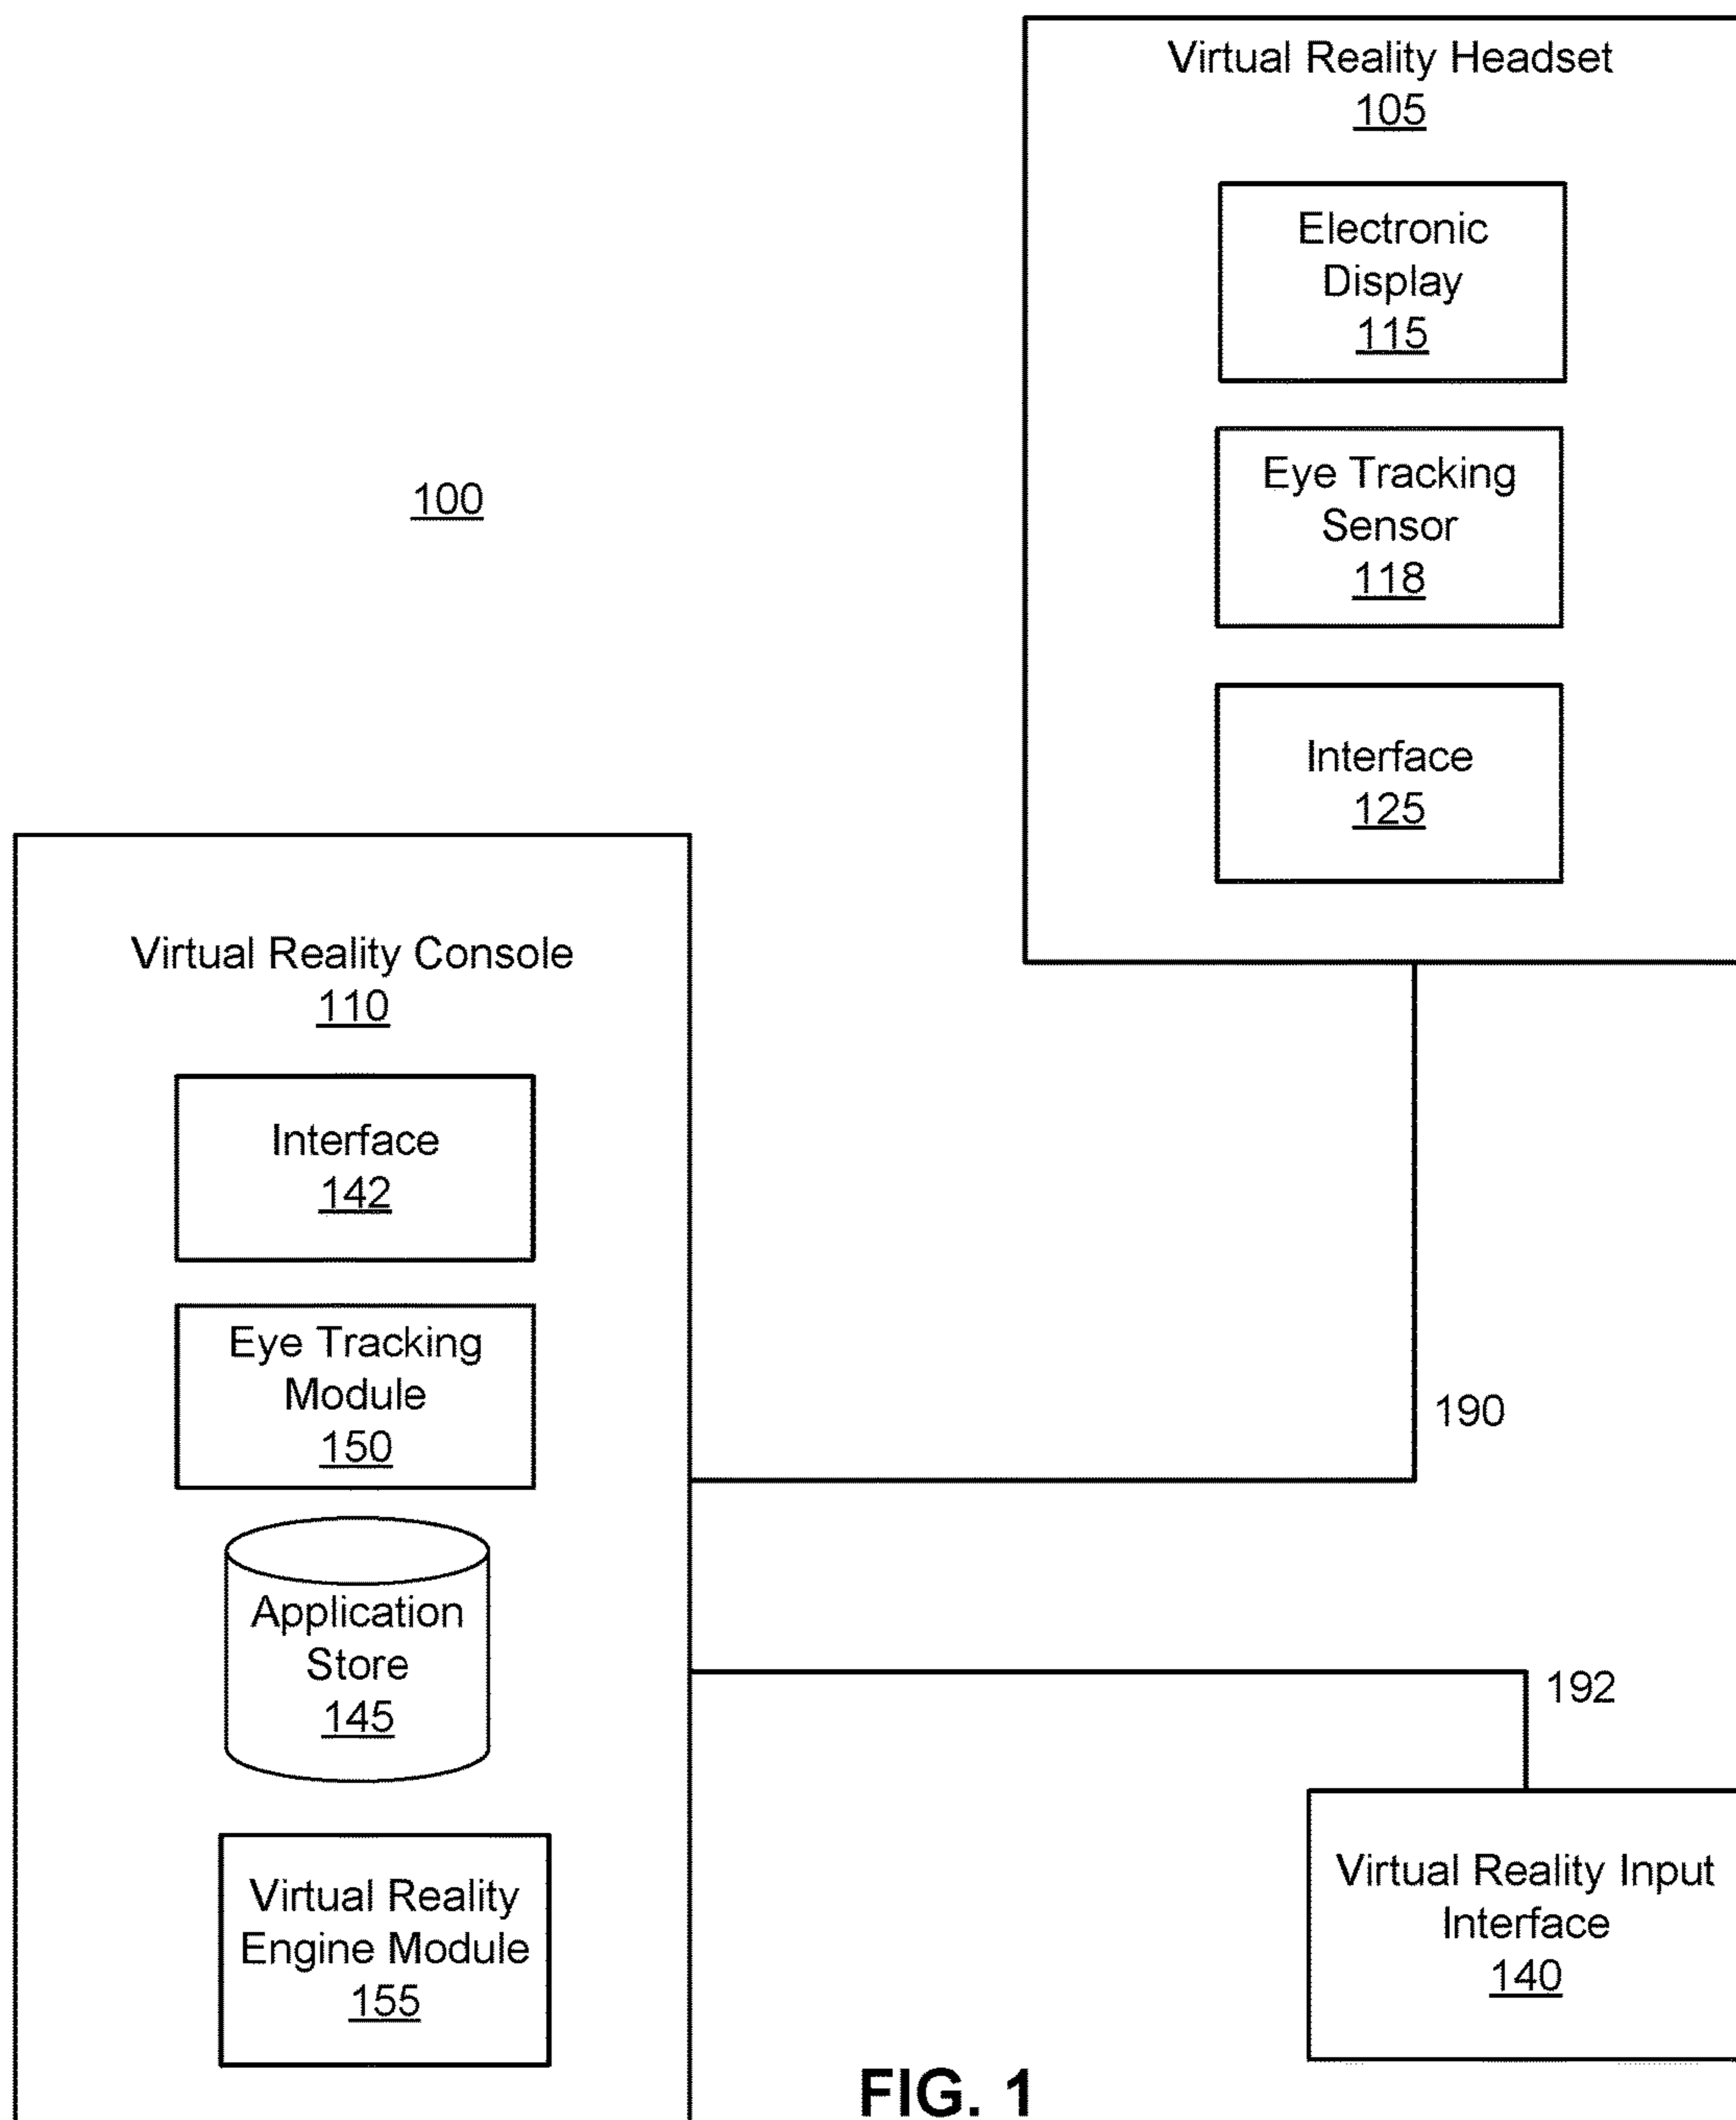 Virtual Reality Headset
105
Electronic
Display
115
Eye Tracking
Sensor
118
Interface
125
100
Virtual Reality Console
110
Interface
142
Eye Tracking
Module
150
Application
Store
145
Virtual Reality
Engine Module
155
190
192
Virtual Reality Input
Interface
140
FIG. 1